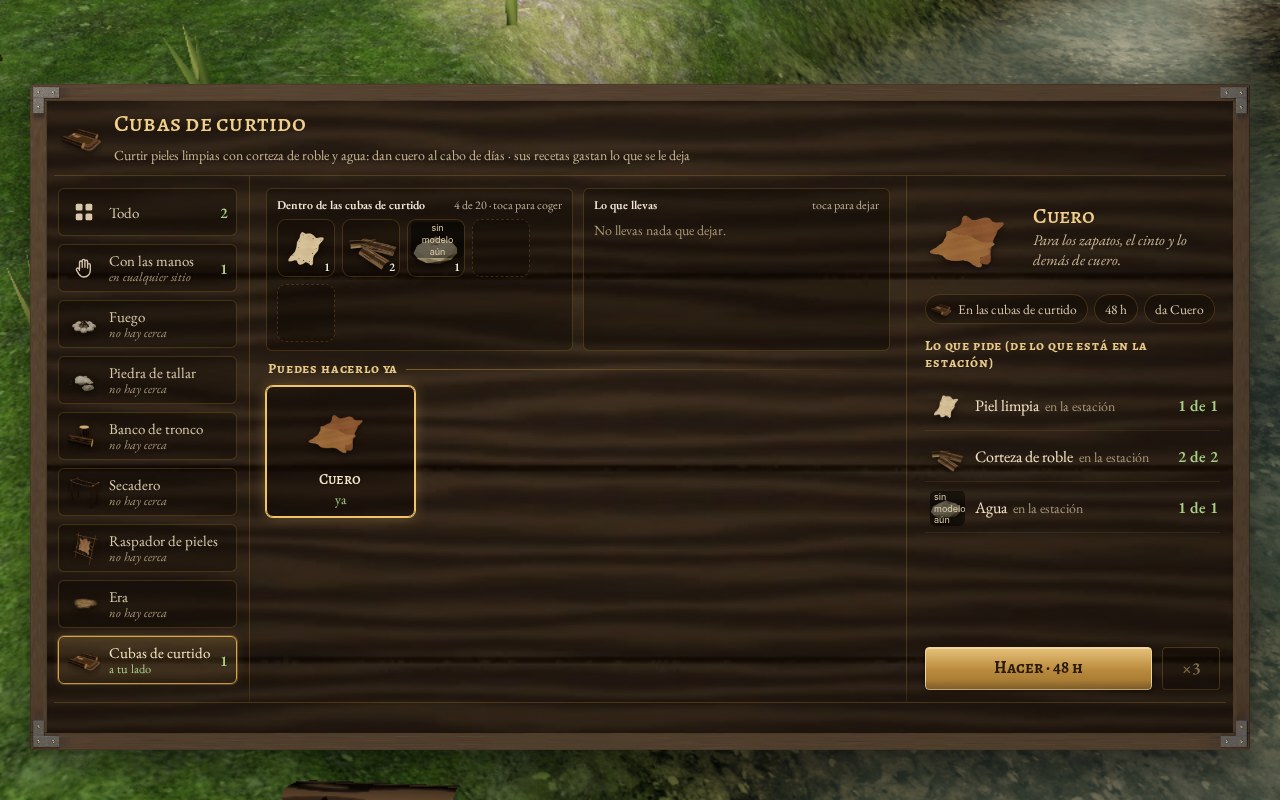 Cubas de curtido
Curtir pieles limpias con corteza de roble y agua: dan cuero al cabo de días · sus recetas gastan lo que se le deja
Todo 2
Con las manos 1
en cualquier sitio
Fuego
no hay cerca
Piedra de tallar
no hay cerca
Banco de tronco
no hay cerca
Secadero
no hay cerca
Raspador de pieles
no hay cerca
Era
no hay cerca
Cubas de curtido 1
a tu lado
Dentro de las cubas de curtido 4 de 20 · toca para coger
1
2
sin
modelo
aún
1
Lo que llevas toca para dejar
No llevas nada que dejar.
Puedes hacerlo ya
Cuero
ya
Cuero
Para los zapatos, el cinto y lo
demás de cuero.
En las cubas de curtido 48 h da Cuero
Lo que pide (de lo que está en la
estación)
Piel limpia en la estación 1 de 1
Corteza de roble en la estación 2 de 2
sin
modelo
aún
Agua en la estación 1 de 1
Hacer · 48 h ×3